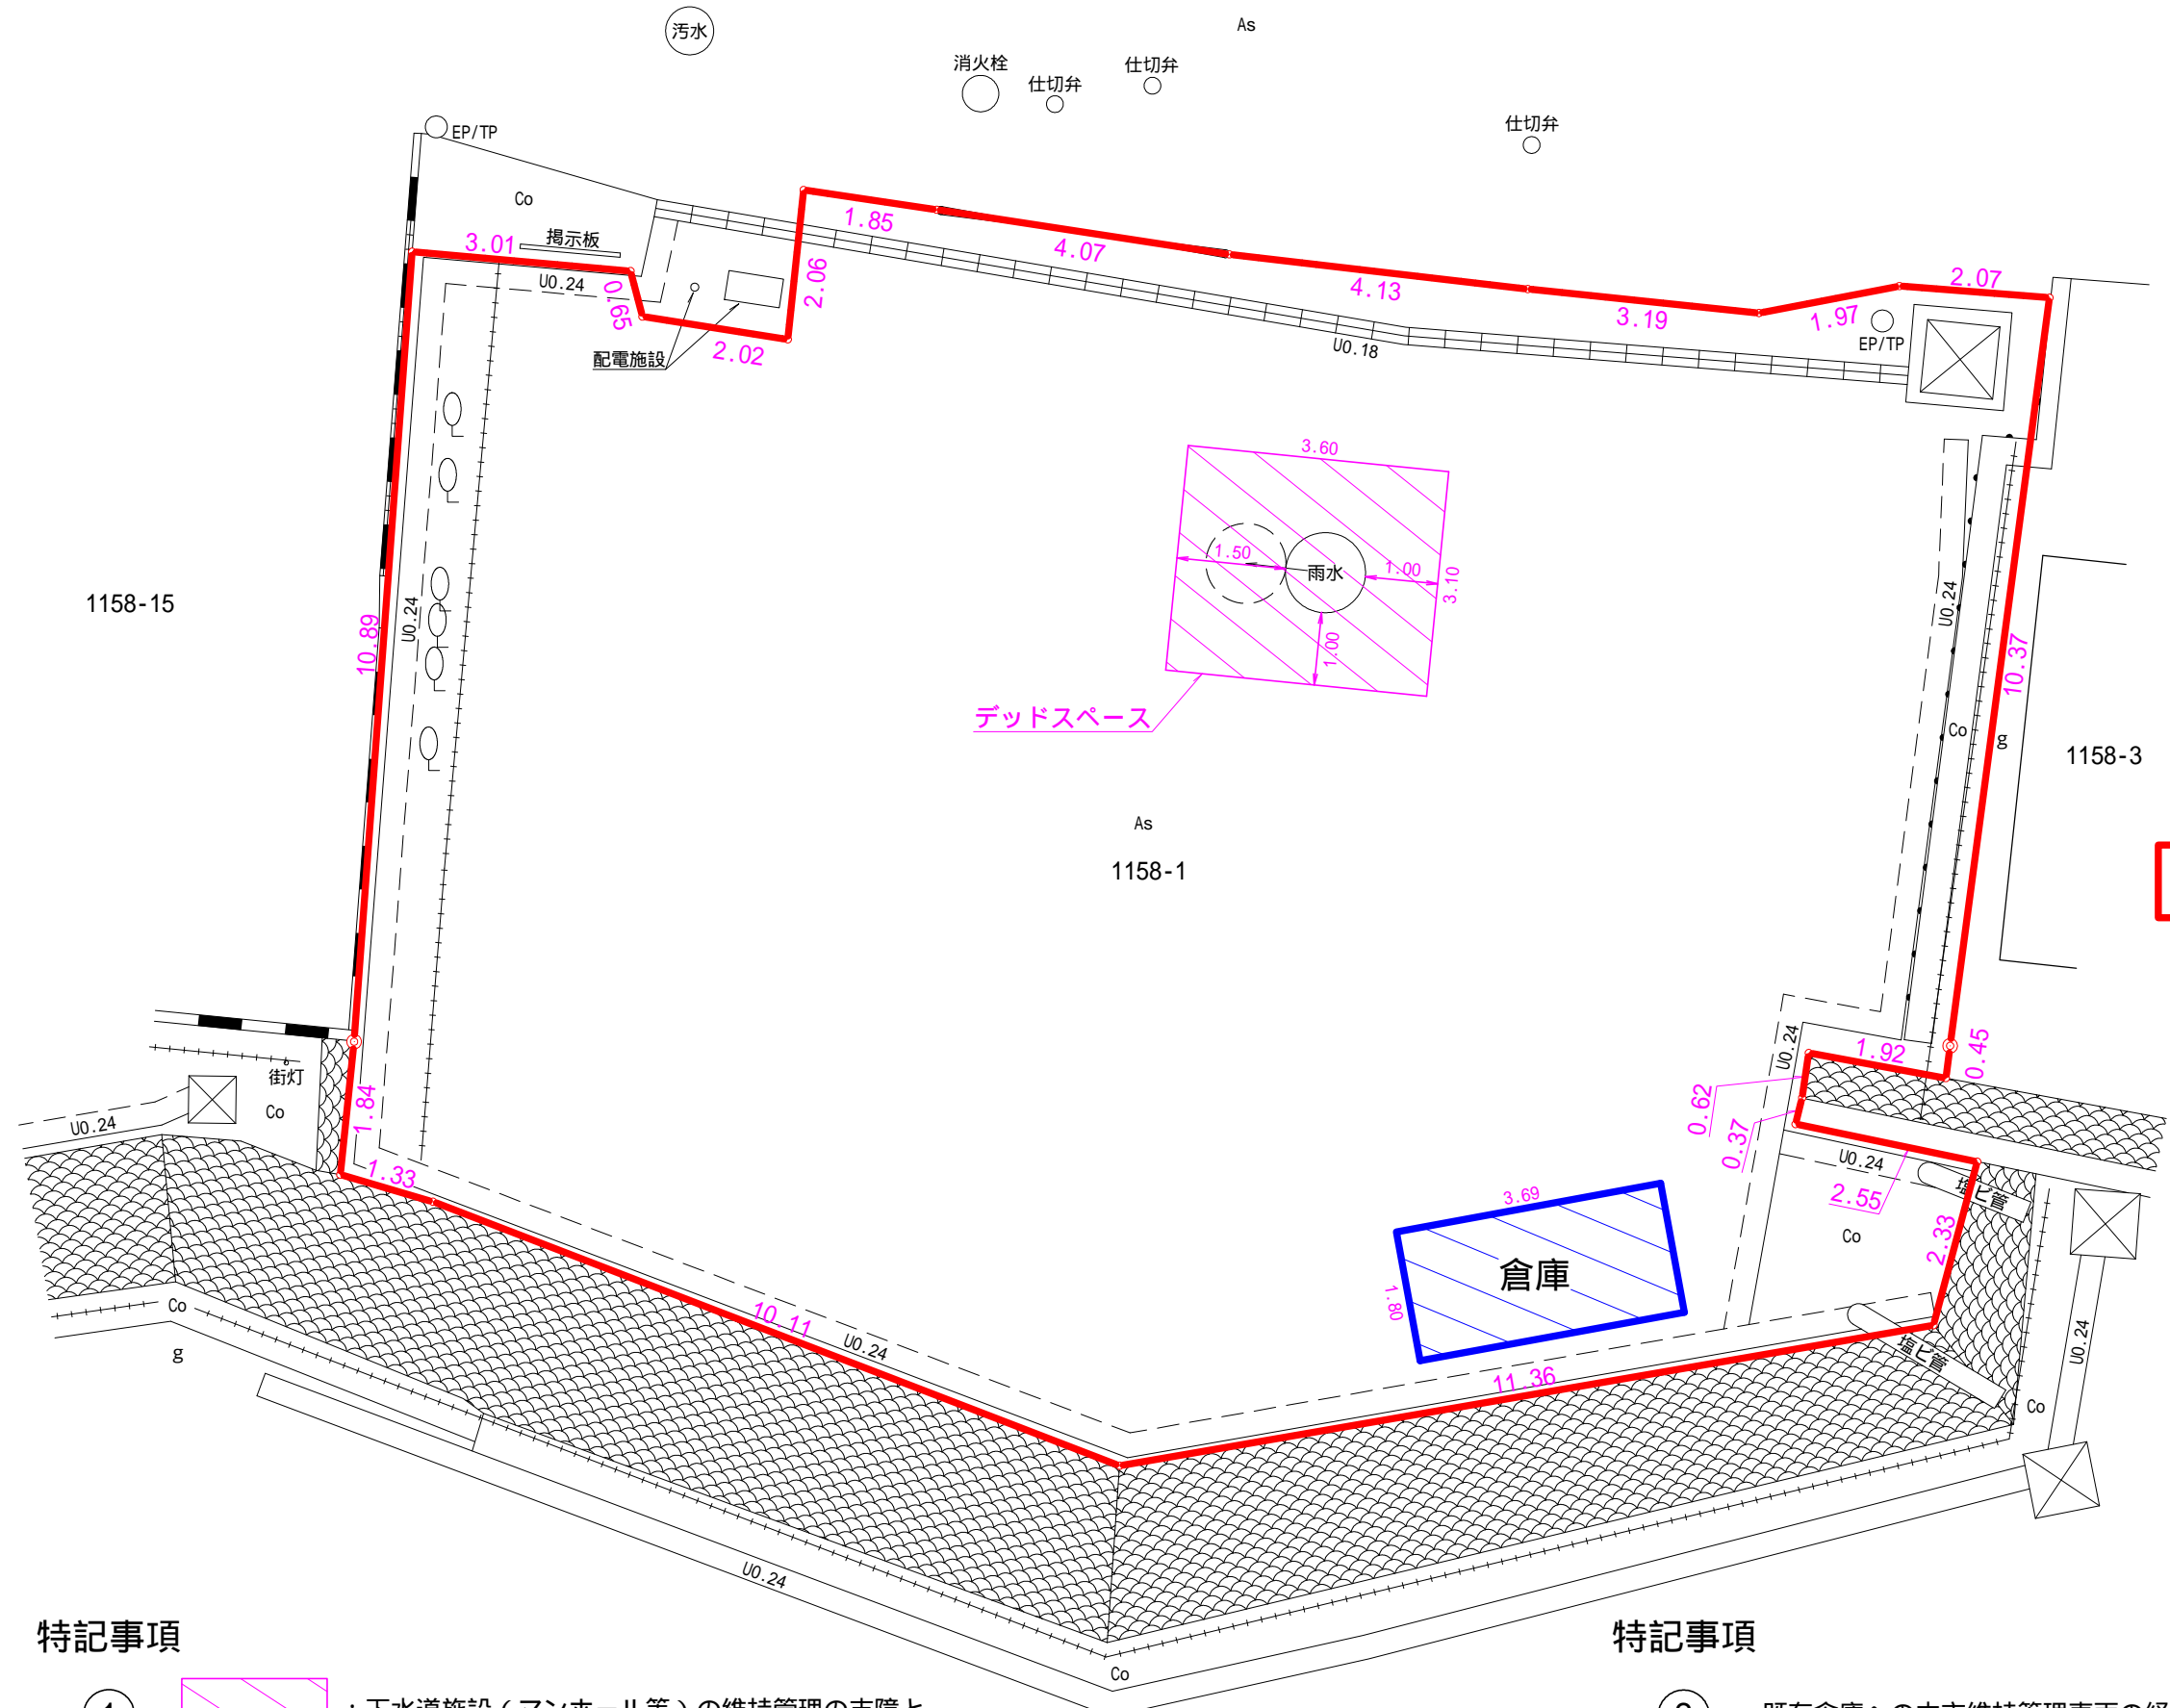 汚水
As
消火栓
仕切弁
仕切弁
仕切弁
EP/TP
Co
掲示板
3.01
U0.24
0.65
2.02
2.06
配電施設
1.85
4.07
4.13
3.19
1.97
2.07
EP/TP
U0.18
3.60
1.50
雨水
1.00
3.10
1.00
デッドスペース
1158-15
10.89
U0.24
As
1158-1
U0.24
Co
g
10.37
1158-3
街灯
Co
U0.24
1.84
1.33
U0.24
1.92
0.45
0.62
0.37
U0.24
2.55
塩ビ管
Co
2.33
3.69
1.80
倉庫
10.11
U0.24
11.36
塩ビ管
U0.24
Co
Co
g
U0.24
Co
特記事項
特記事項